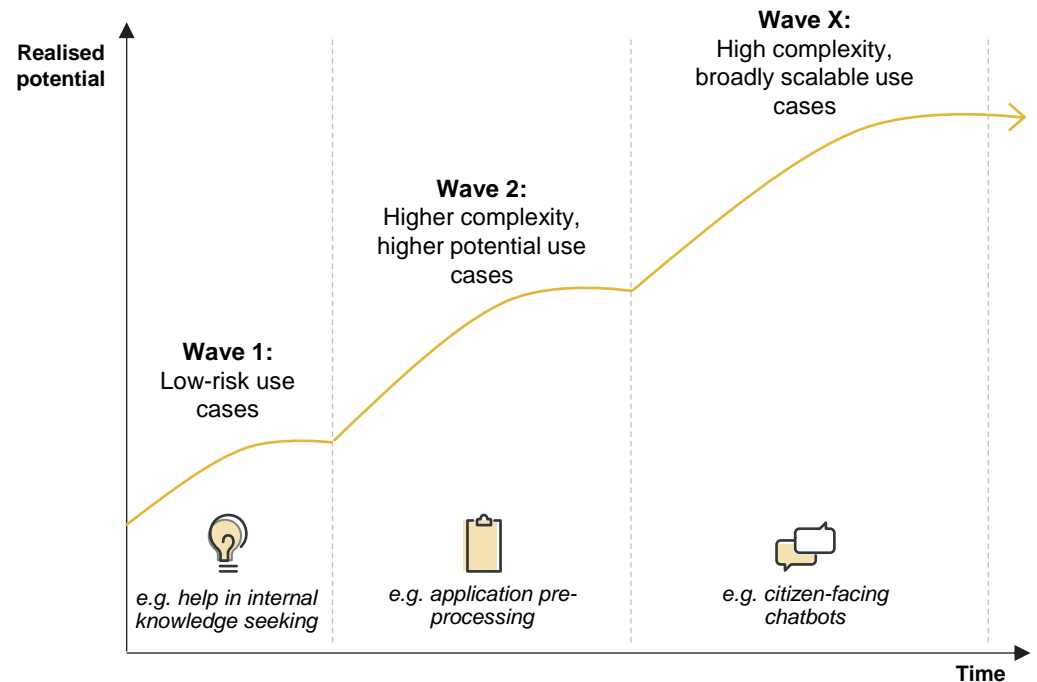 Realised
potential
Wave 1:
Low-risk use
cases
Wave 2:
Higher complexity,
higher potential use
cases
Wave X:
High complexity,
broadly scalable use
cases
e.g. help in internal
knowledge seeking
e.g. application pre-
processing
e.g. citizen-facing
chatbots
Time